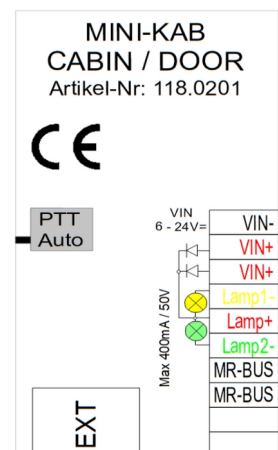 MINI-KAB
CABIN / DOOR
Artikel-Nr: 118.0201
CE
PTT
Auto
VIN
6 - 24V=
Max 400mA / 50V
VIN-
VIN+
VIN+
Lamp1-
Lamp+
Lamp2-
MR-BUS
MR-BUS
EXT